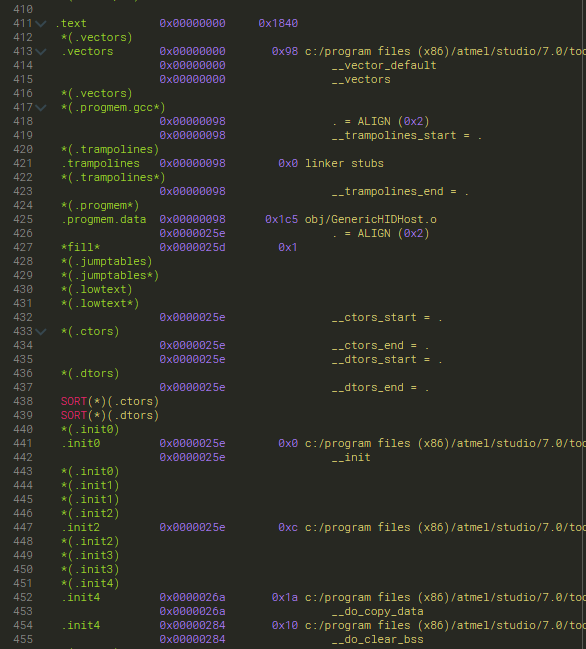 410
411 .text 0x00000000 0x1840
412 *(.vectors)
413 .vectors 0x00000000 0x98 c:/program files (x86)/atmel/studio/7.0/too
414 0x00000000 __vector_default
415 0x00000000 __vectors
416 *(.vectors)
417 *(.progmem.gcc*)
418 0x00000098 . = ALIGN (0x2)
419 0x00000098 __trampolines_start = .
420 *(.trampolines)
421 .trampolines 0x00000098 0x0 linker stubs
422 *(.trampolines*)
423 0x00000098 __trampolines_end = .
424 *(.progmem*)
425 .progmem.data 0x00000098 0x1c5 obj/GenericHIDHost.o
426 0x0000025e . = ALIGN (0x2)
427 *fill* 0x0000025d 0x1
428 *(.jumptables)
429 *(.jumptables*)
430 *(.lowtext)
431 *(.lowtext*)
432 0x0000025e __ctors_start = .
433 *(.ctors)
434 0x0000025e __ctors_end = .
435 0x0000025e __dtors_start = .
436 *(.dtors)
437 0x0000025e __dtors_end = .
438 SORT(*)(.ctors)
439 SORT(*)(.dtors)
440 *(.init0)
441 .init0 0x0000025e 0x0 c:/program files (x86)/atmel/studio/7.0/too
442 0x0000025e __init
443 *(.init0)
444 *(.init1)
445 *(.init1)
446 *(.init2)
447 .init2 0x0000025e 0xc c:/program files (x86)/atmel/studio/7.0/too
448 *(.init2)
449 *(.init3)
450 *(.init3)
451 *(.init4)
452 .init4 0x0000026a 0x1a c:/program files (x86)/atmel/studio/7.0/too
453 0x0000026a __do_copy_data
454 .init4 0x00000284 0x10 c:/program files (x86)/atmel/studio/7.0/too
455 0x00000284 __do_clear_bss